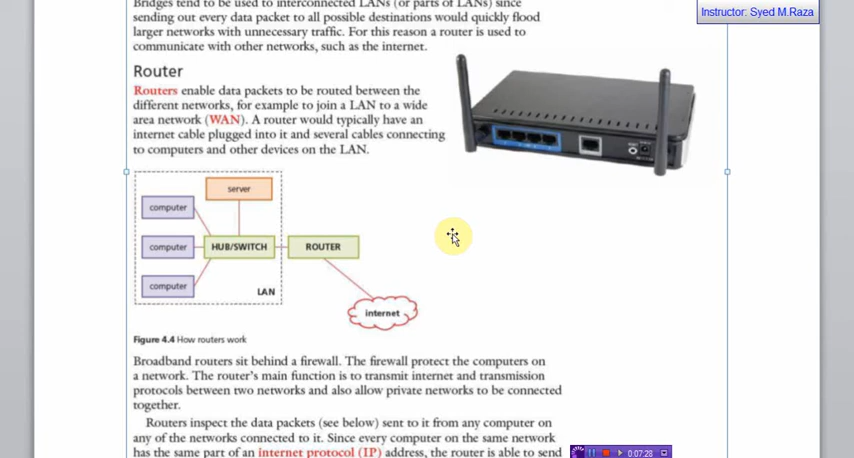 Bridges tend to be used to interconnected LANs (or parts of LANs) since
Instructor: Syed M.Raza
sending out every data packet to all possible destinations would quickly flood
larger networks with unnecessary traffic. For this reason a router is used to
communicate with other networks, such as the internet.
Router
Routers enable data packets to be routed between the
different networks, for example to join a LAN to a wide
area network (WAN). A router would typically have an
internet cable plugged into it and several cables connecting
to computers and other devices on the LAN.
server
computer
computer
HUB/SWITCH
ROUTER
computer
LAN
internet
Figure 4.4 How routers work
Broadband routers sit behind a firewall. The firewall protect the computers on
a network. The router's main function is to transmit internet and transmission
protocols between two networks and also allow private networks to be connected
together.
Routers inspect the data packets (see below) sent to it from any computer on
any of the networks connected to it. Since every computer on the same network
has the same part of an internet protocol (IP) address, the router is able to send
0:07:28